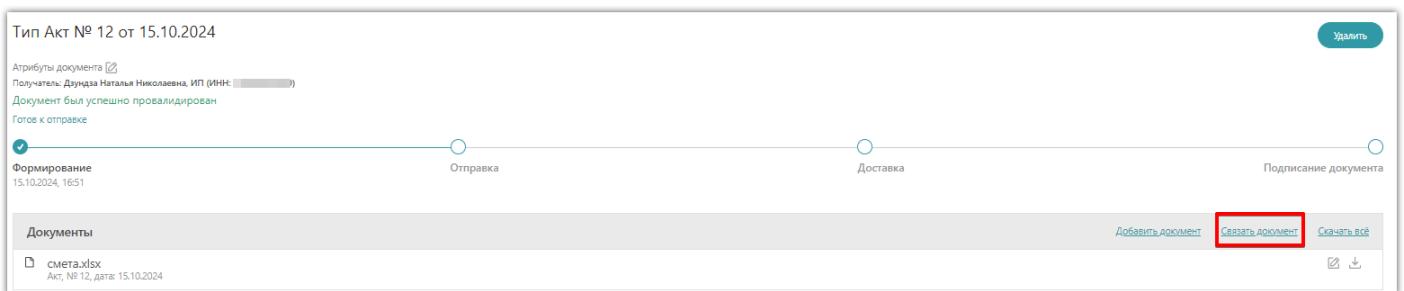 Тип Акт № 12 от 15.10.2024
Удалить
Атрибуты документа
Получатель: Дзундза Наталья Николаевна, ИП (ИНН: )
Документ был успешно провалидирован
Готов к отправке
Формирование
15.10.2024, 16:51
Отправка
Доставка
Подписание документа
Документы
Добавить документ
Связать документ
Скачать всё
смета.xlsx
Акт, № 12, дата: 15.10.2024